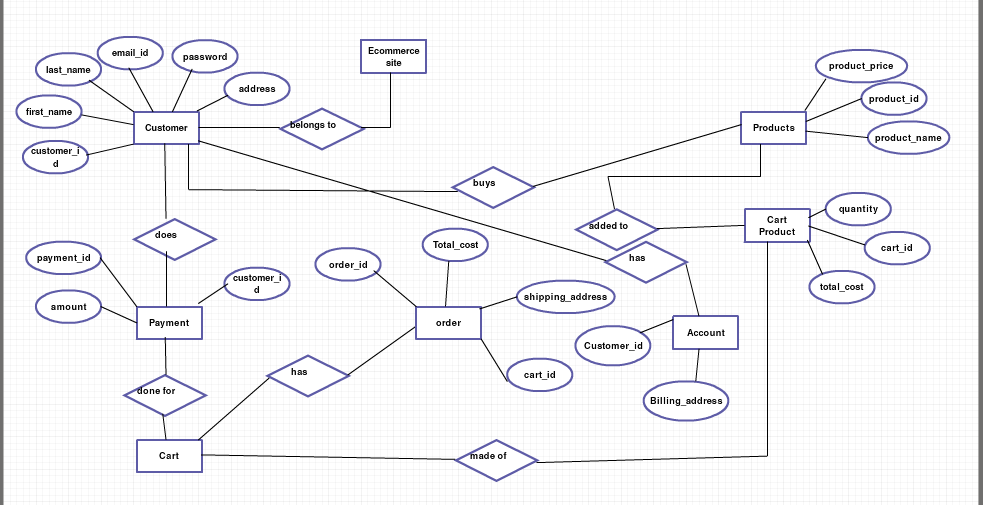 Ecommerce
site
email_id
password
last_name
address
first_name
Customer
belongs to
customer_i
d
product_price
product_id
Products
product_name
buys
does
added to
Cart
Product
quantity
cart_id
total_cost
has
payment_id
amount
customer_i
d
Payment
order_id
Total_cost
order
shipping_address
cart_id
Customer_id
Account
Billing_address
has
done for
Cart
made of